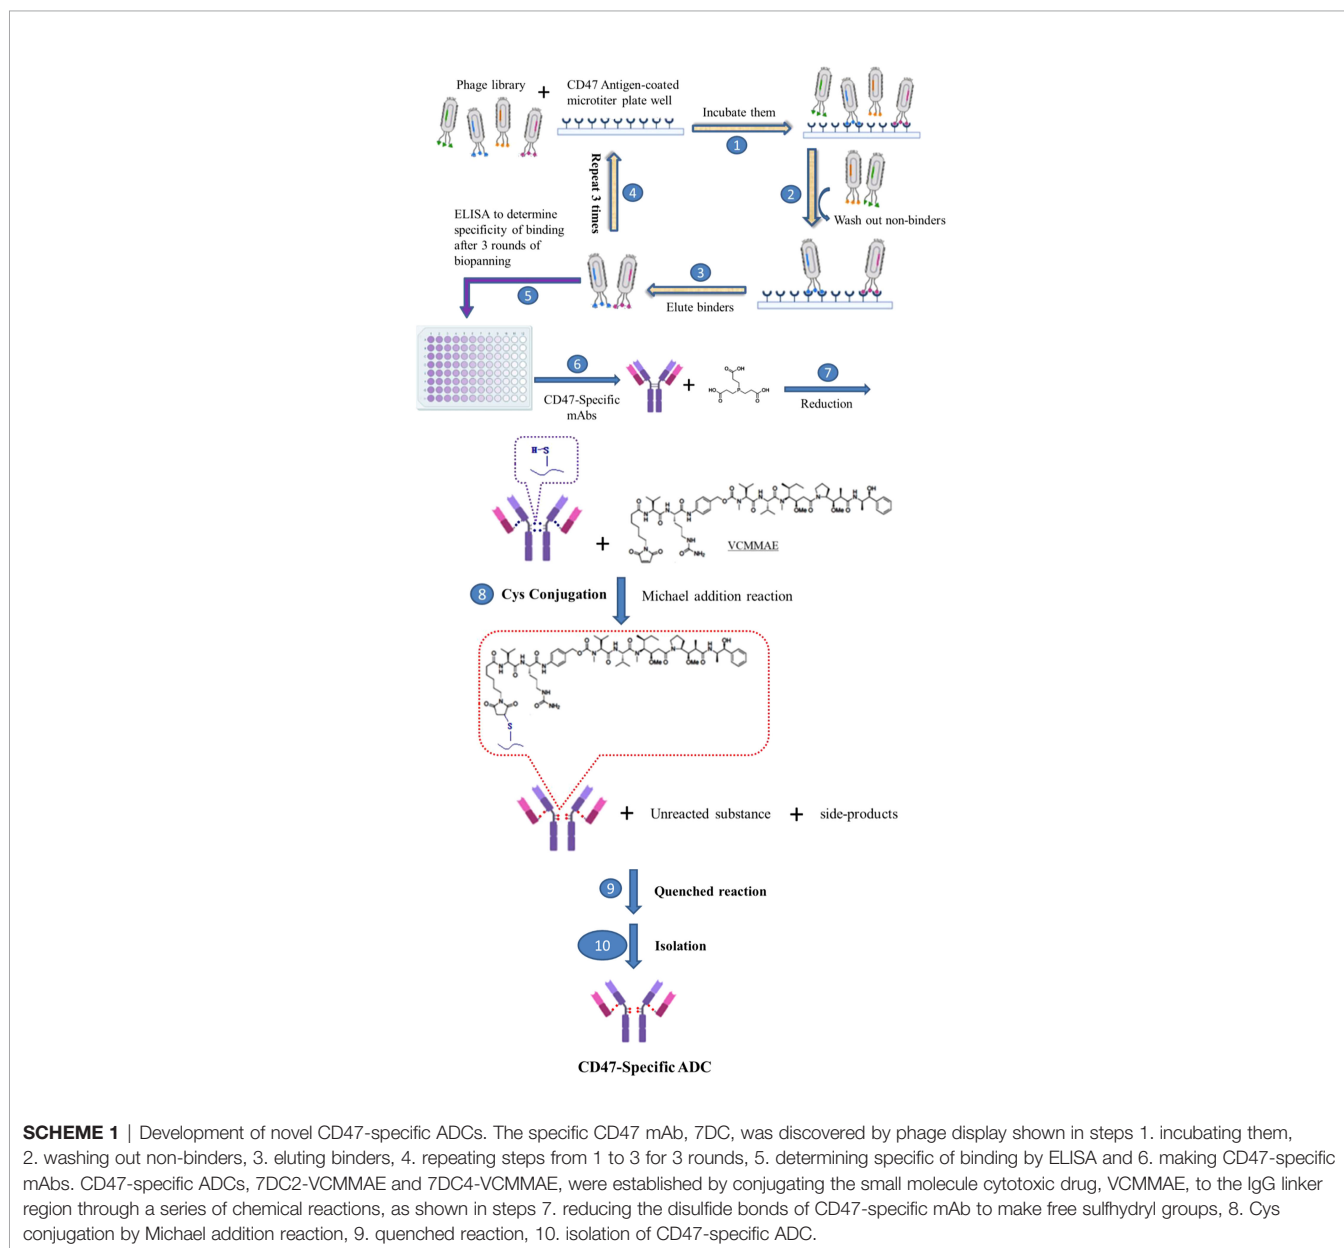 Phage library
+
CD47 Antigen-coated
microtiter plate well
Incubate them
1
2
Wash out non-binders
3
Elute binders
4
Repeat 3 times
ELISA to determine
specificity of binding
after 3 rounds of
biopanning
5
6
CD47-Specific
mAbs
+
7
Reduction
H-S
+
VCMMAE
8 Cys Conjugation
Michael addition reaction
S
+ Unreacted substance + side-products
9 Quenched reaction
10 Isolation
CD47-Specific ADC
SCHEME 1 | Development of novel CD47-specific ADCs. The specific CD47 mAb, 7DC, was discovered by phage display shown in steps 1. incubating them,
2. washing out non-binders, 3. eluting binders, 4. repeating steps from 1 to 3 for 3 rounds, 5. determining specific of binding by ELISA and 6. making CD47-specific
mAbs. CD47-specific ADCs, 7DC2-VCMMAE and 7DC4-VCMMAE, were established by conjugating the small molecule cytotoxic drug, VCMMAE, to the IgG linker
region through a series of chemical reactions, as shown in steps 7. reducing the disulfide bonds of CD47-specific mAb to make free sulfhydryl groups, 8. Cys
conjugation by Michael addition reaction, 9. quenched reaction, 10. isolation of CD47-specific ADC.